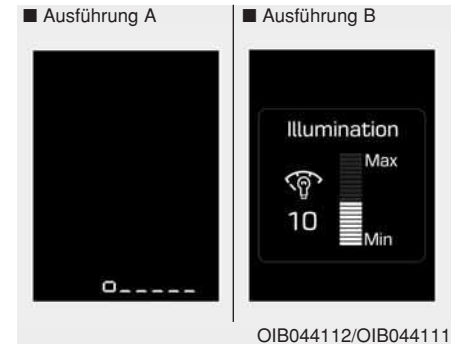 ■ Ausführung A
■ Ausführung B
Illumination
Max
10
Min
OIB044112/OIB044111